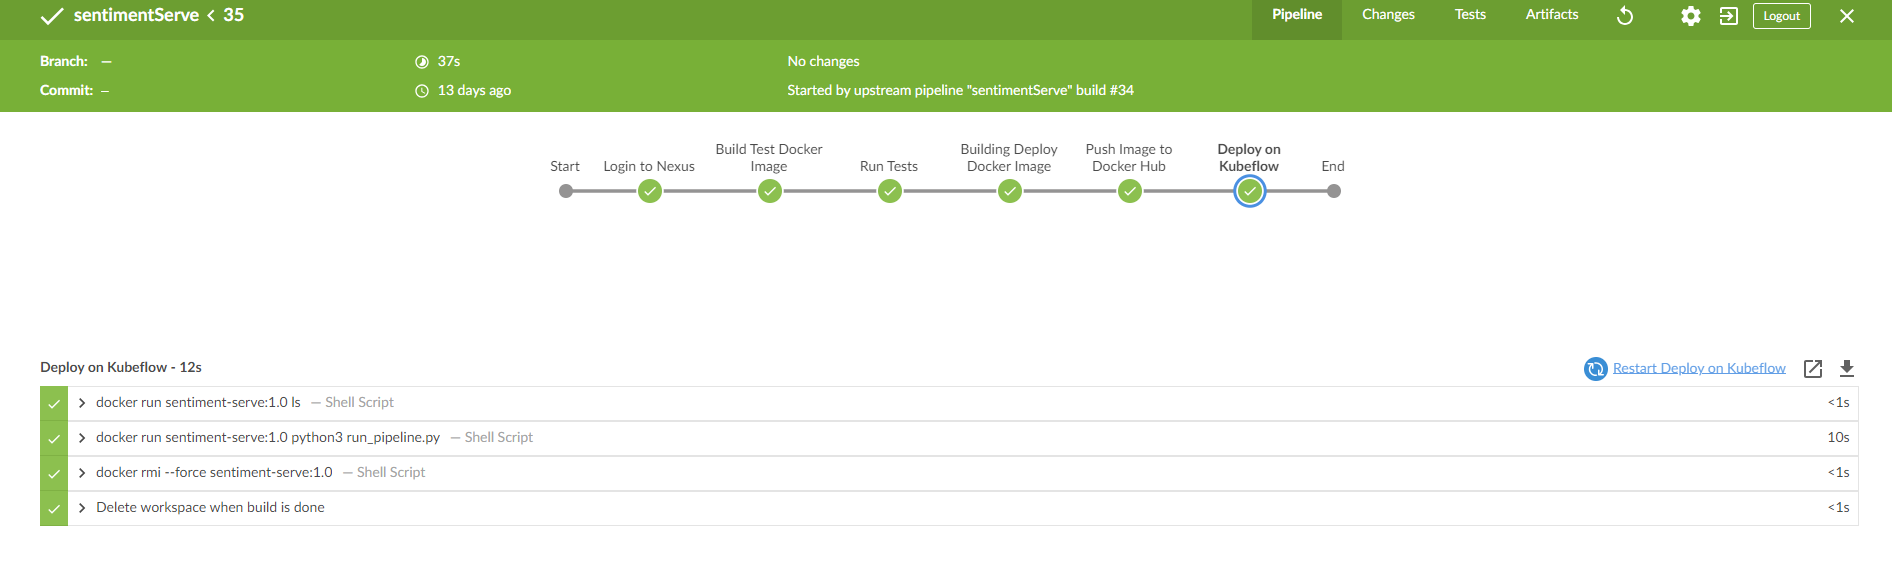 sentimentServe < 35
Pipeline Changes Tests Artifacts Logout
Branch: — 37s No changes
Commit: — 13 days ago Started by upstream pipeline "sentimentServe" build #34
Start
Login to Nexus
Build Test Docker
Image
Run Tests
Building Deploy
Docker Image
Push Image to
Docker Hub
Deploy on
Kubeflow
End
Deploy on Kubeflow - 12s Restart Deploy on Kubeflow
docker run sentiment-serve:1.0 ls — Shell Script <1s
docker run sentiment-serve:1.0 python3 run_pipeline.py — Shell Script 10s
docker rmi --force sentiment-serve:1.0 — Shell Script <1s
Delete workspace when build is done <1s